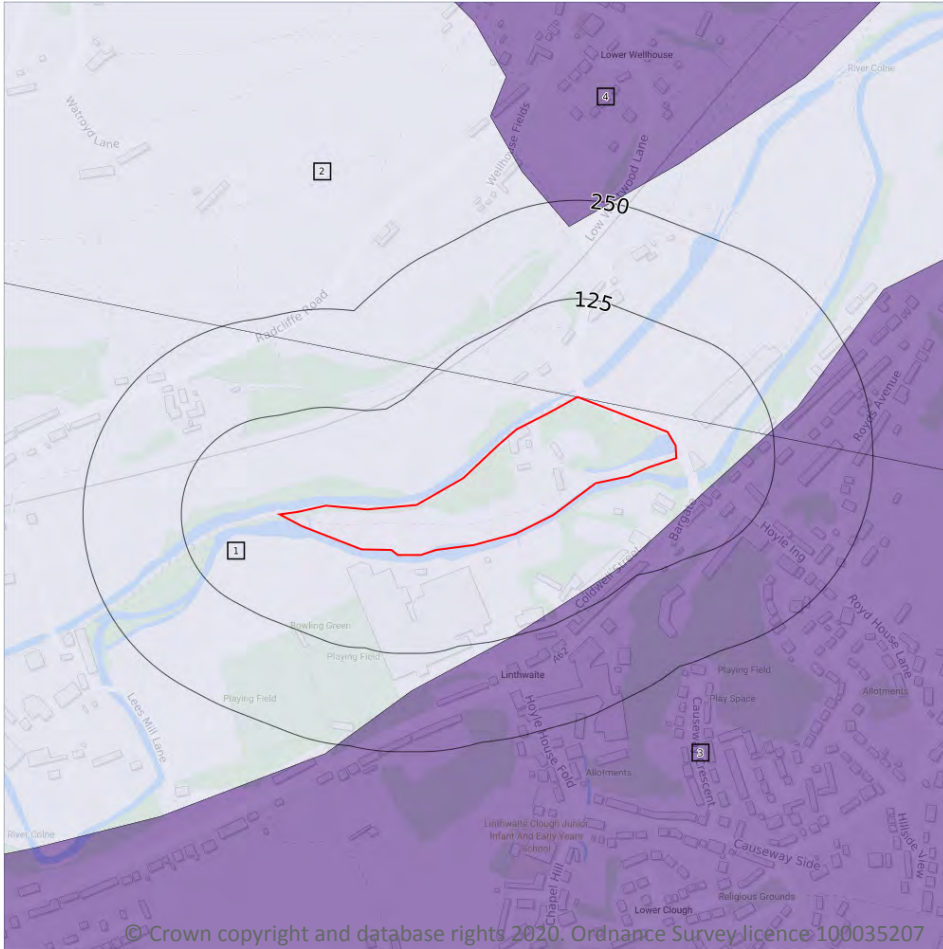 Lower Wellhouse
River Colne
4
Watroyd Lane
Wellhouse Fields
2
Low Westwood Lane
250
125
Radcliffe Road
Royds Avenue
Bargate
Hoyle Ing
1
Coldwell Street
Royd House Lane
Bowling Green
Playing Field
A62
Linthwaite
Playing Field
Playing Field
Play Space
Allotments
Lees Mill Lane
Hoyle House Fold
Causeway Crescent
3
Allotments
River Colne
Linthwaite Clough Junior
Infant And Early Years
School
Hillside View
Causeway Side
Chapel Hill
Religious Grounds
Lower Clough
© Crown copyright and database rights 2020. Ordnance Survey licence 100035207